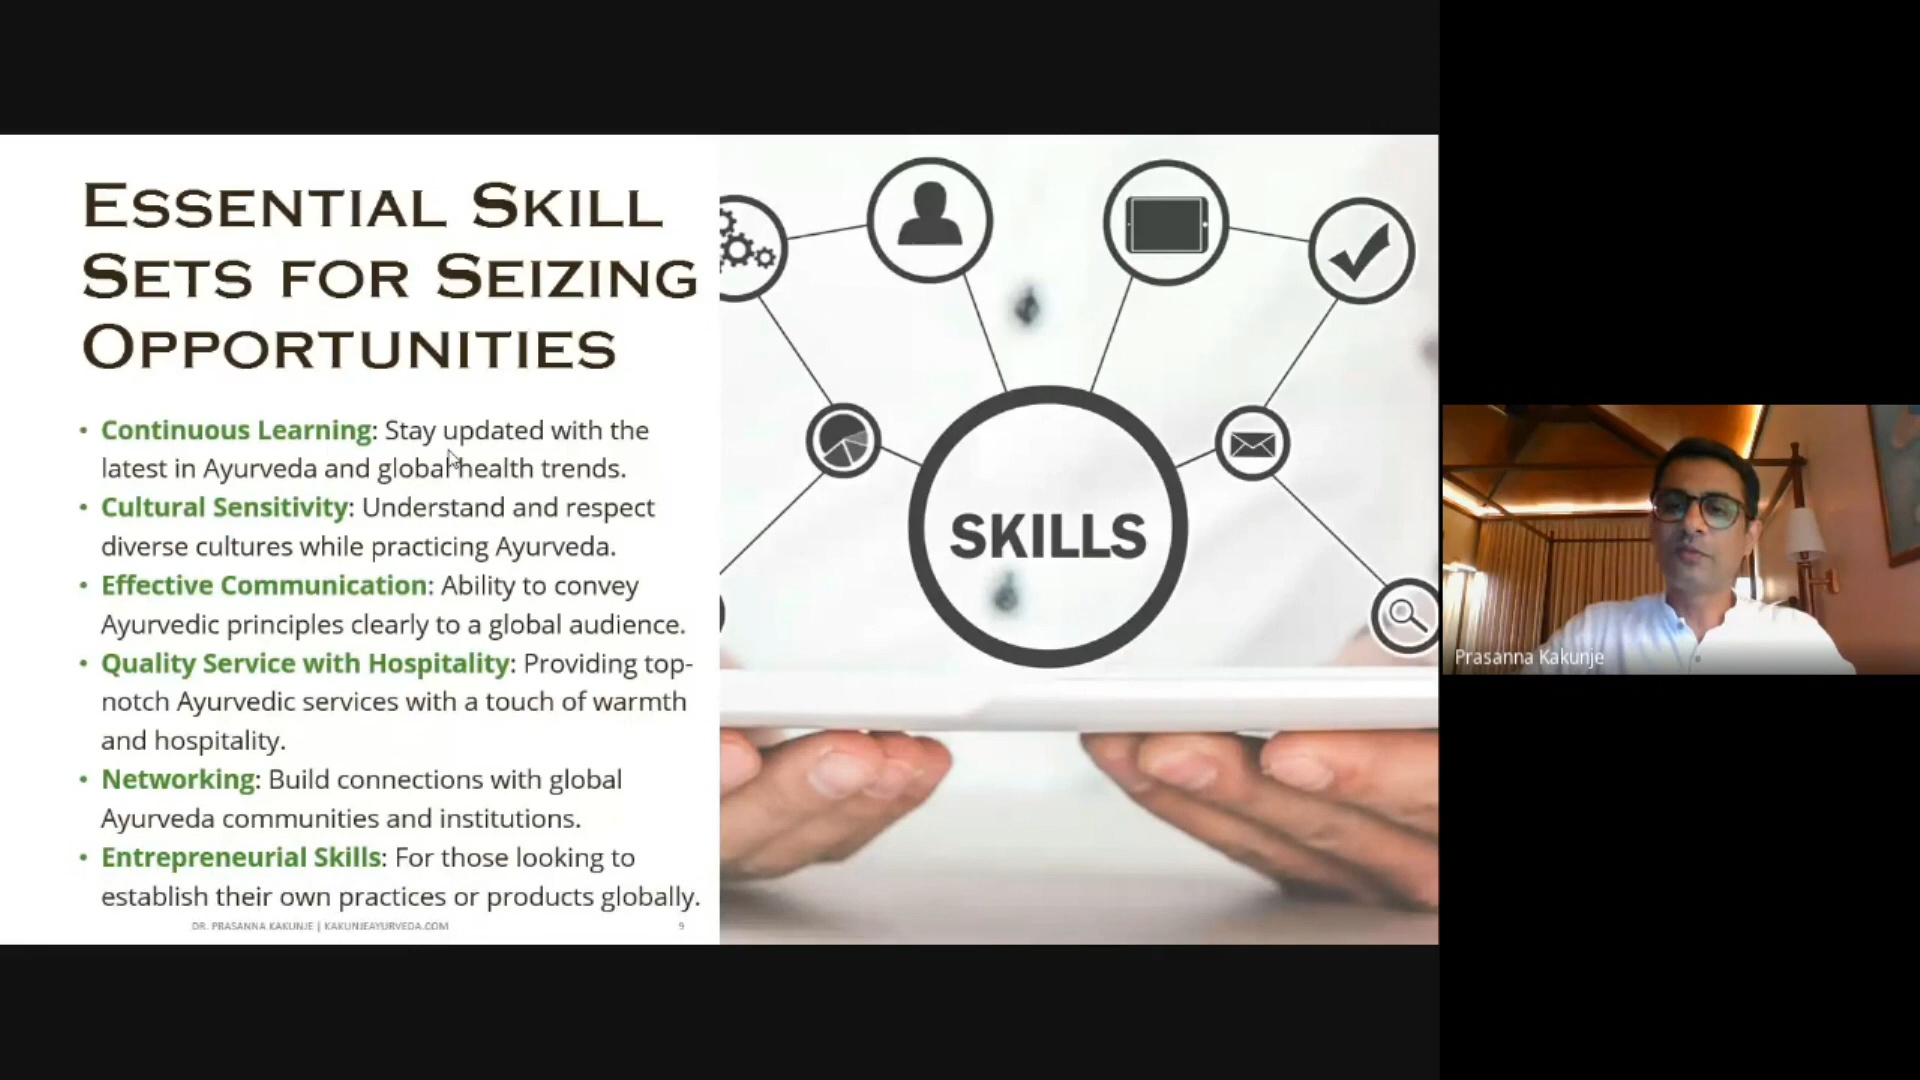 ESSENTIAL SKILL
SETS FOR SEIZING
OPPORTUNITIES
• Continuous Learning: Stay updated with the
latest in Ayurveda and global health trends.
• Cultural Sensitivity: Understand and respect
diverse cultures while practicing Ayurveda.
• Effective Communication: Ability to convey
Ayurvedic principles clearly to a global audience.
• Quality Service with Hospitality: Providing top-
notch Ayurvedic services with a touch of warmth
and hospitality.
• Networking: Build connections with global
Ayurveda communities and institutions.
• Entrepreneurial Skills: For those looking to
establish their own practices or products globally.
DR. PRASANNA KAKUNJE | KAKUNJEAYURVEDA.COM
9
SKILLS
Prasanna Kakunje